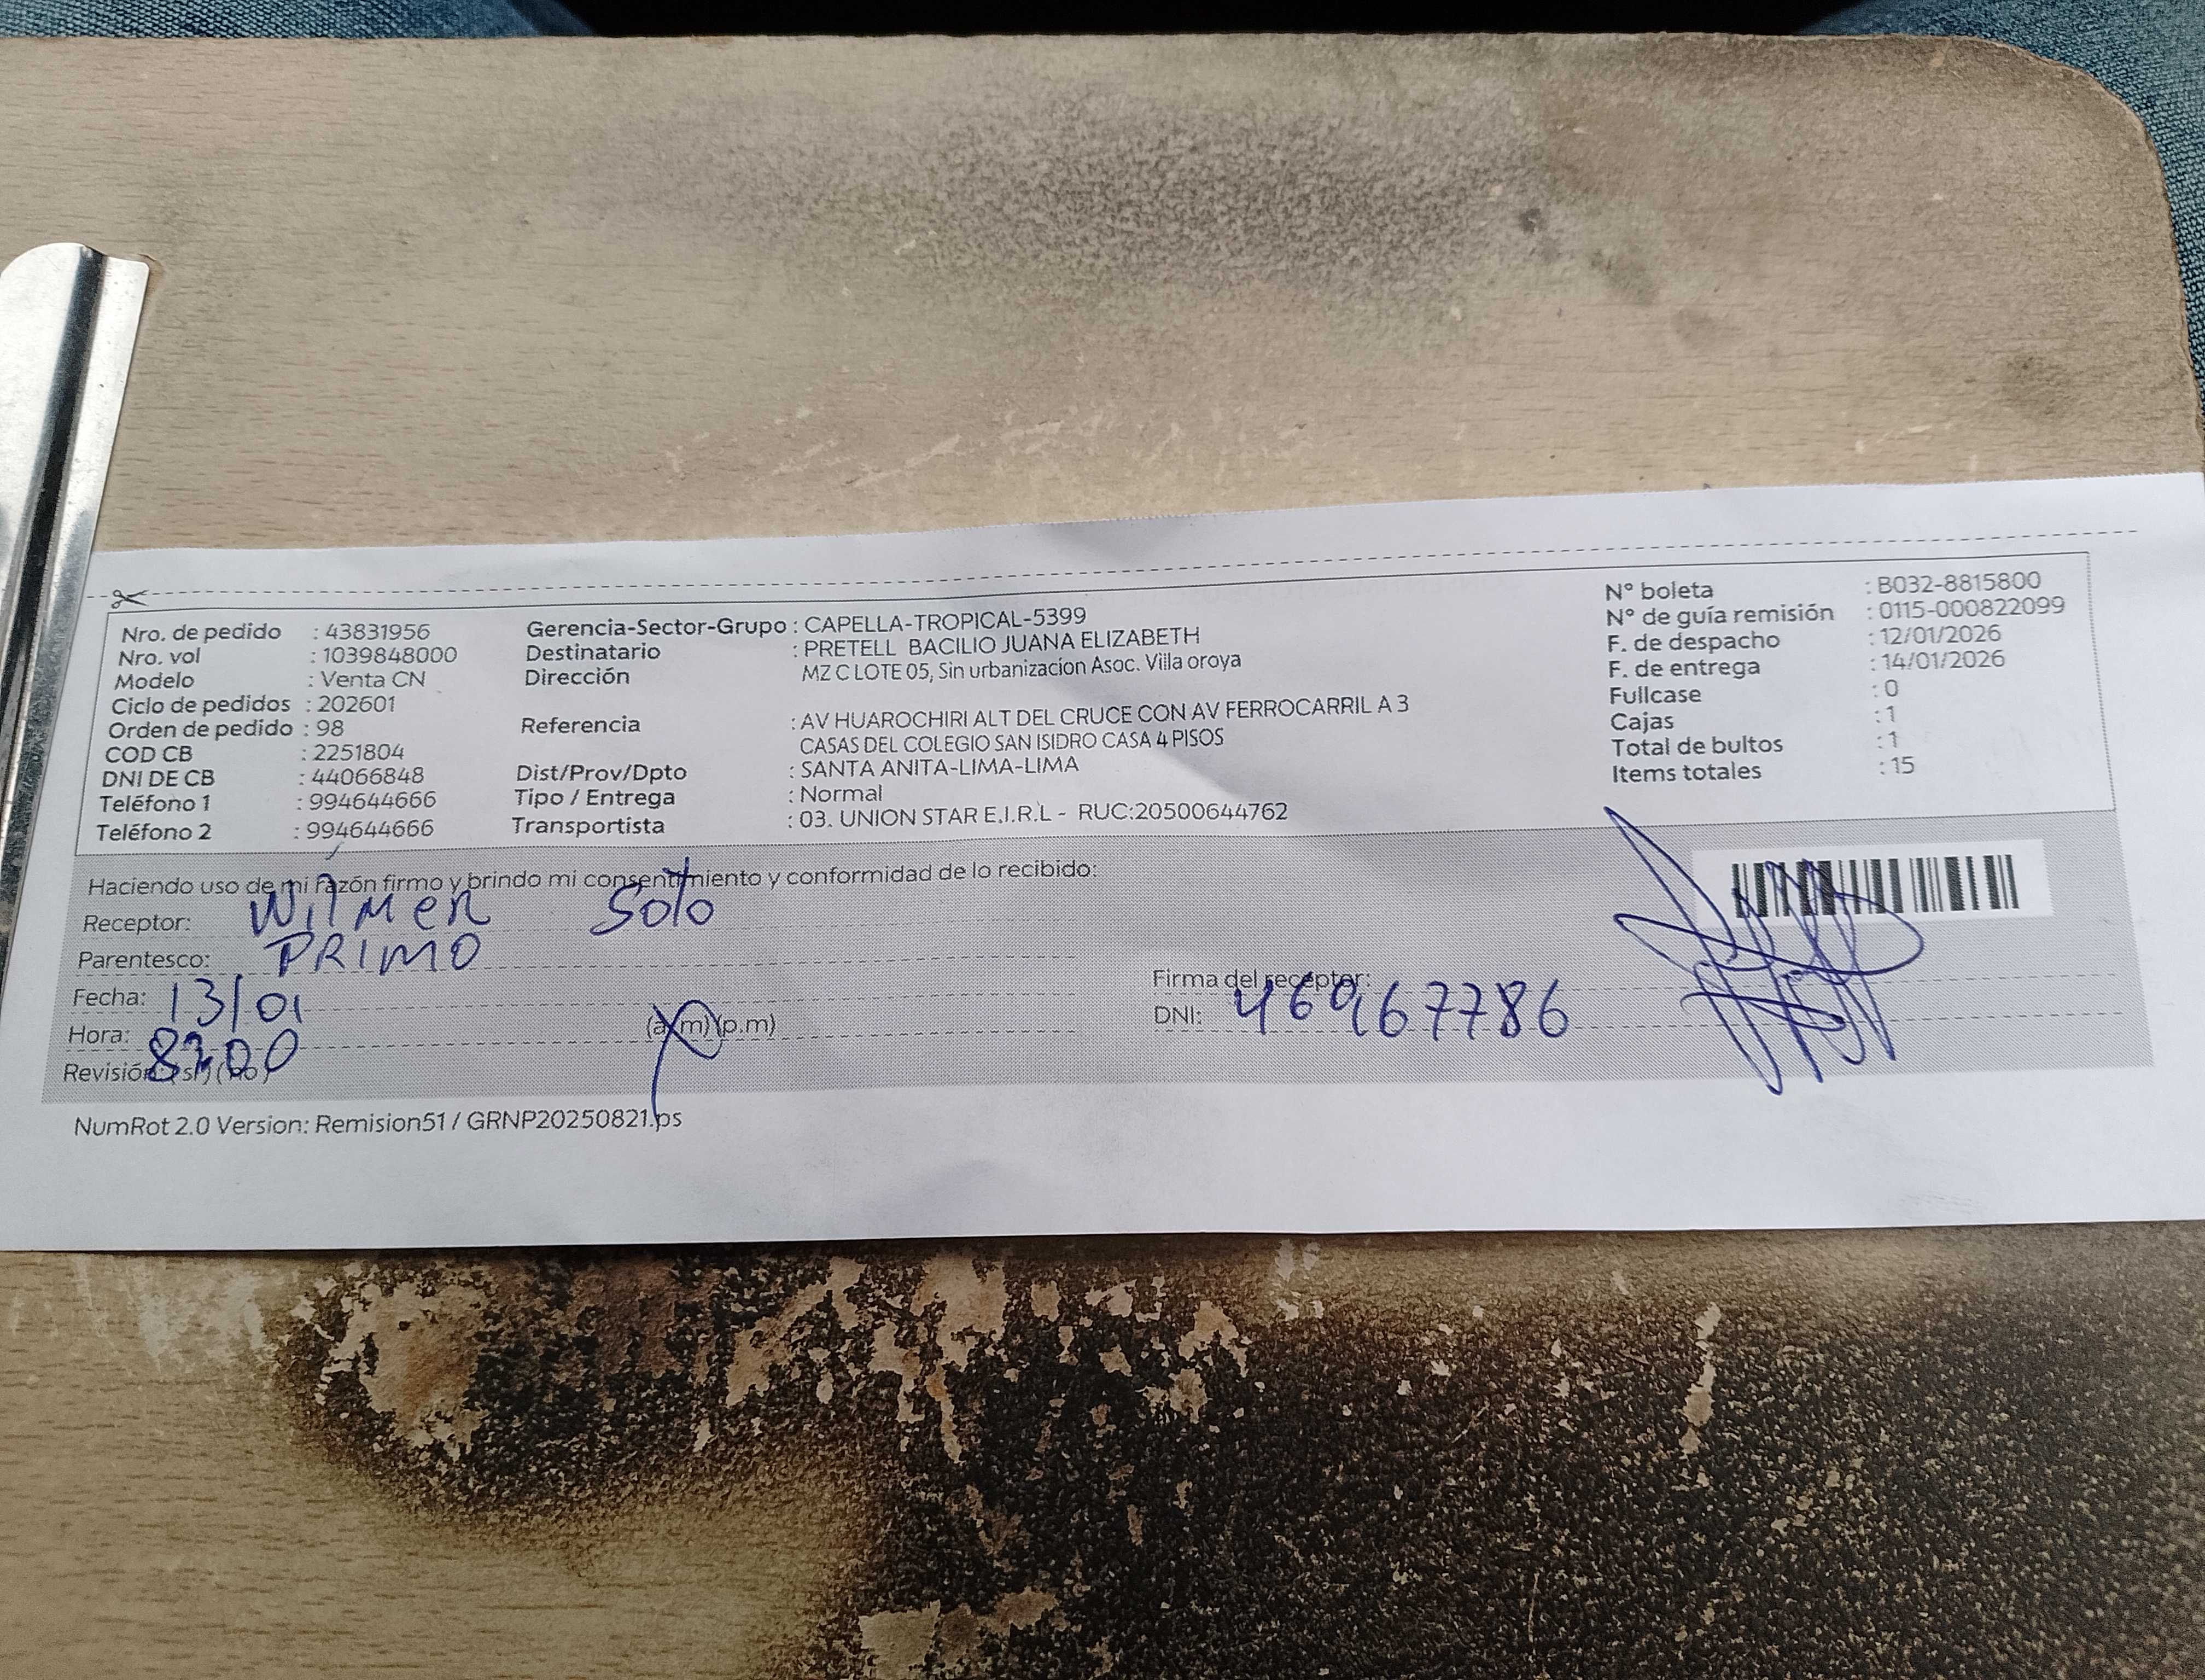 Nro. de pedido : 43831956
Nro. vol : 1039848000
Modelo : Venta CN
Ciclo de pedidos : 202601
Orden de pedido : 98
COD CB : 2251804
DNI DE CB : 44066848
Teléfono 1 : 994644666
Teléfono 2 : 994644666
Gerencia-Sector-Grupo : CAPELLA-TROPICAL-5399
Destinatario : PRETELL BACILIO JUANA ELIZABETH
Dirección MZ C LOTE 05, Sin urbanizacion Asoc. Villa oroya
Referencia : AV HUAROCHIRI ALT DEL CRUCE CON AV FERROCARRIL A 3
CASAS DEL COLEGIO SAN ISIDRO CASA 4 PISOS
Dist/Prov/Dpto : SANTA ANITA-LIMA-LIMA
Tipo / Entrega : Normal
Transportista : 03. UNION STAR E.I.R.L - RUC:20500644762
N° boleta : B032-8815800
N° de guía remisión : 0115-000822099
F. de despacho : 12/01/2026
F. de entrega : 14/01/2026
Fullcase : 0
Cajas : 1
Total de bultos : 1
Items totales : 15
Haciendo uso de mi razón firmo y brindo mi consentimiento y conformidad de lo recibido:
Receptor: Wilmer Soto
Parentesco: PRIMO
Fecha: 13/01
Hora: 8:00 (a.m) (p.m)
Revisión: (si) (no)
Firma del receptor:
DNI: 46967786
NumRot 2.0 Version: Remision51 / GRNP20250821.ps